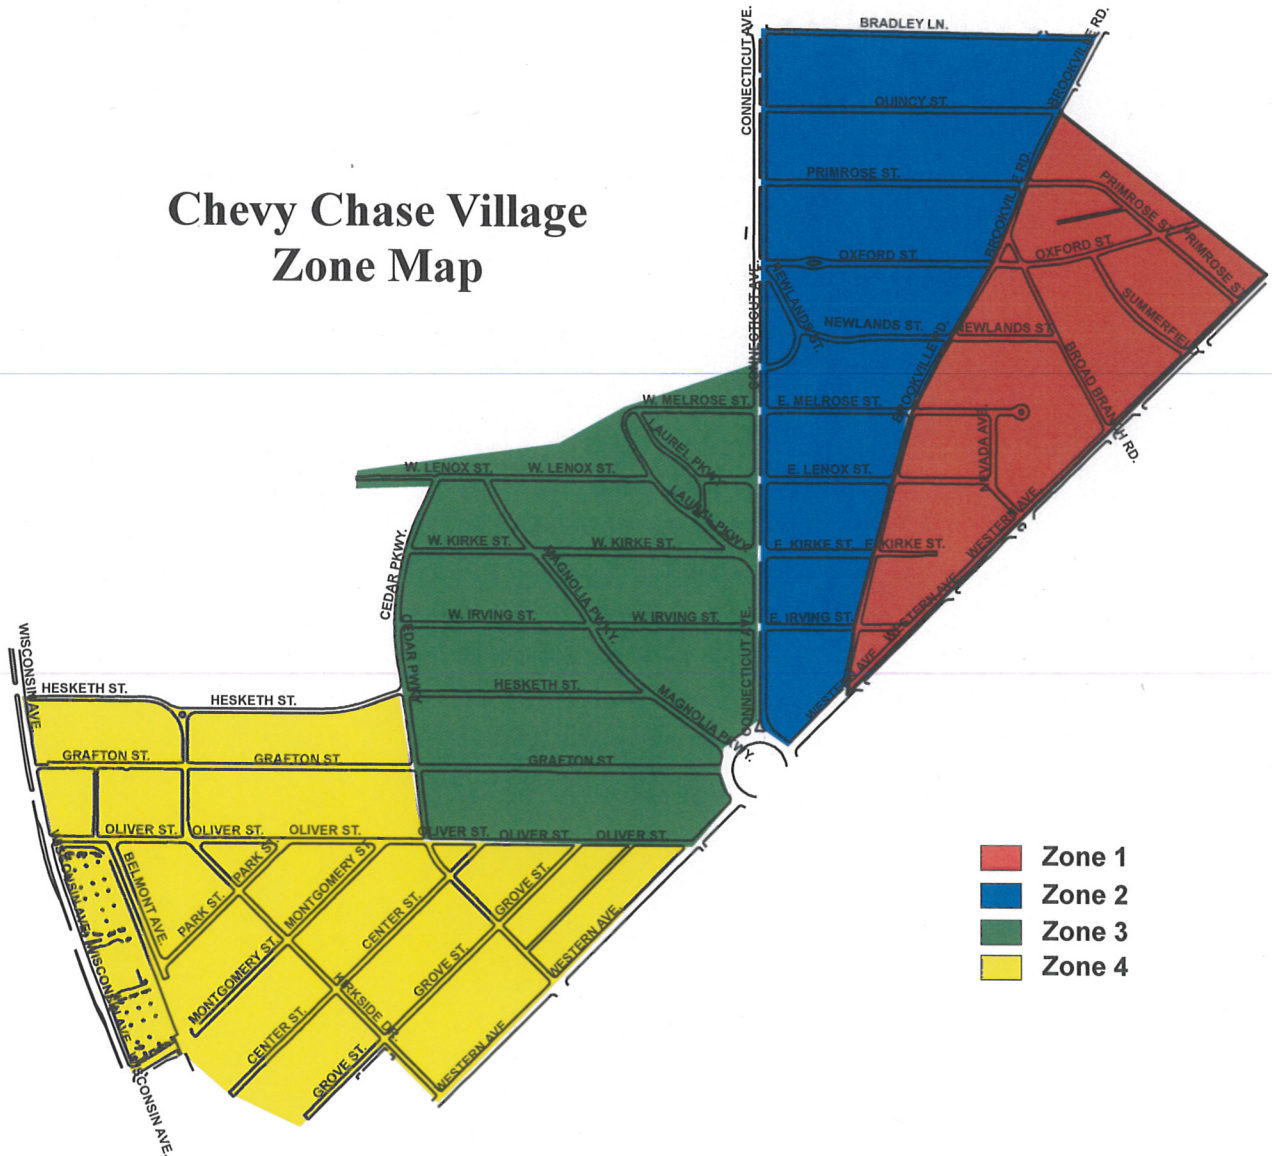 BRADLEY LN.
CONNECTICUT AVE.
BROOKVILLE RD.
QUINCY ST.
PRIMROSE ST.
PRIMROSE ST.
PRIMROSE ST.
Chevy Chase Village
Zone Map
BROOKVILLE RD.
OXFORD ST.
OXFORD ST.
CONNECTICUT AVE.
NEWLANDS ST.
NEWLANDS ST.
NEWLANDS ST.
SUMMERFIELD
BROOKVILLE RD.
BROAD BRANCH RD.
W. MELROSE ST.
E. MELROSE ST.
LAUREL PKWY.
NEVADA AVE.
W. LENOX ST.
W. LENOX ST.
E. LENOX ST.
LAUREL PKWY.
WESTERN AVE.
CEDAR PKWY.
W. KIRKE ST.
W. KIRKE ST.
E. KIRKE ST.
E. KIRKE ST.
MAGNOLIA PKWY.
WESTERN AVE.
W. IRVING ST.
W. IRVING ST.
E. IRVING ST.
CONNECTICUT AVE.
CEDAR PKWY.
WISCONSIN AVE.
WESTERN AVE.
HESKETH ST.
HESKETH ST.
HESKETH ST.
MAGNOLIA PKWY.
GRAFTON ST.
GRAFTON ST.
GRAFTON ST.
OLIVER ST.
OLIVER ST.
OLIVER ST.
OLIVER ST.
OLIVER ST.
OLIVER ST.
WISCONSIN AVE.
BELMONT AVE.
PARK ST.
PARK ST.
MONTGOMERY ST.
MONTGOMERY ST.
CENTER ST.
CENTER ST.
GROVE ST.
GROVE ST.
GROVE ST.
KIRKSIDE DR.
WESTERN AVE.
WESTERN AVE.
WISCONSIN AVE.
WISCONSIN AVE.
Zone 1
Zone 2
Zone 3
Zone 4